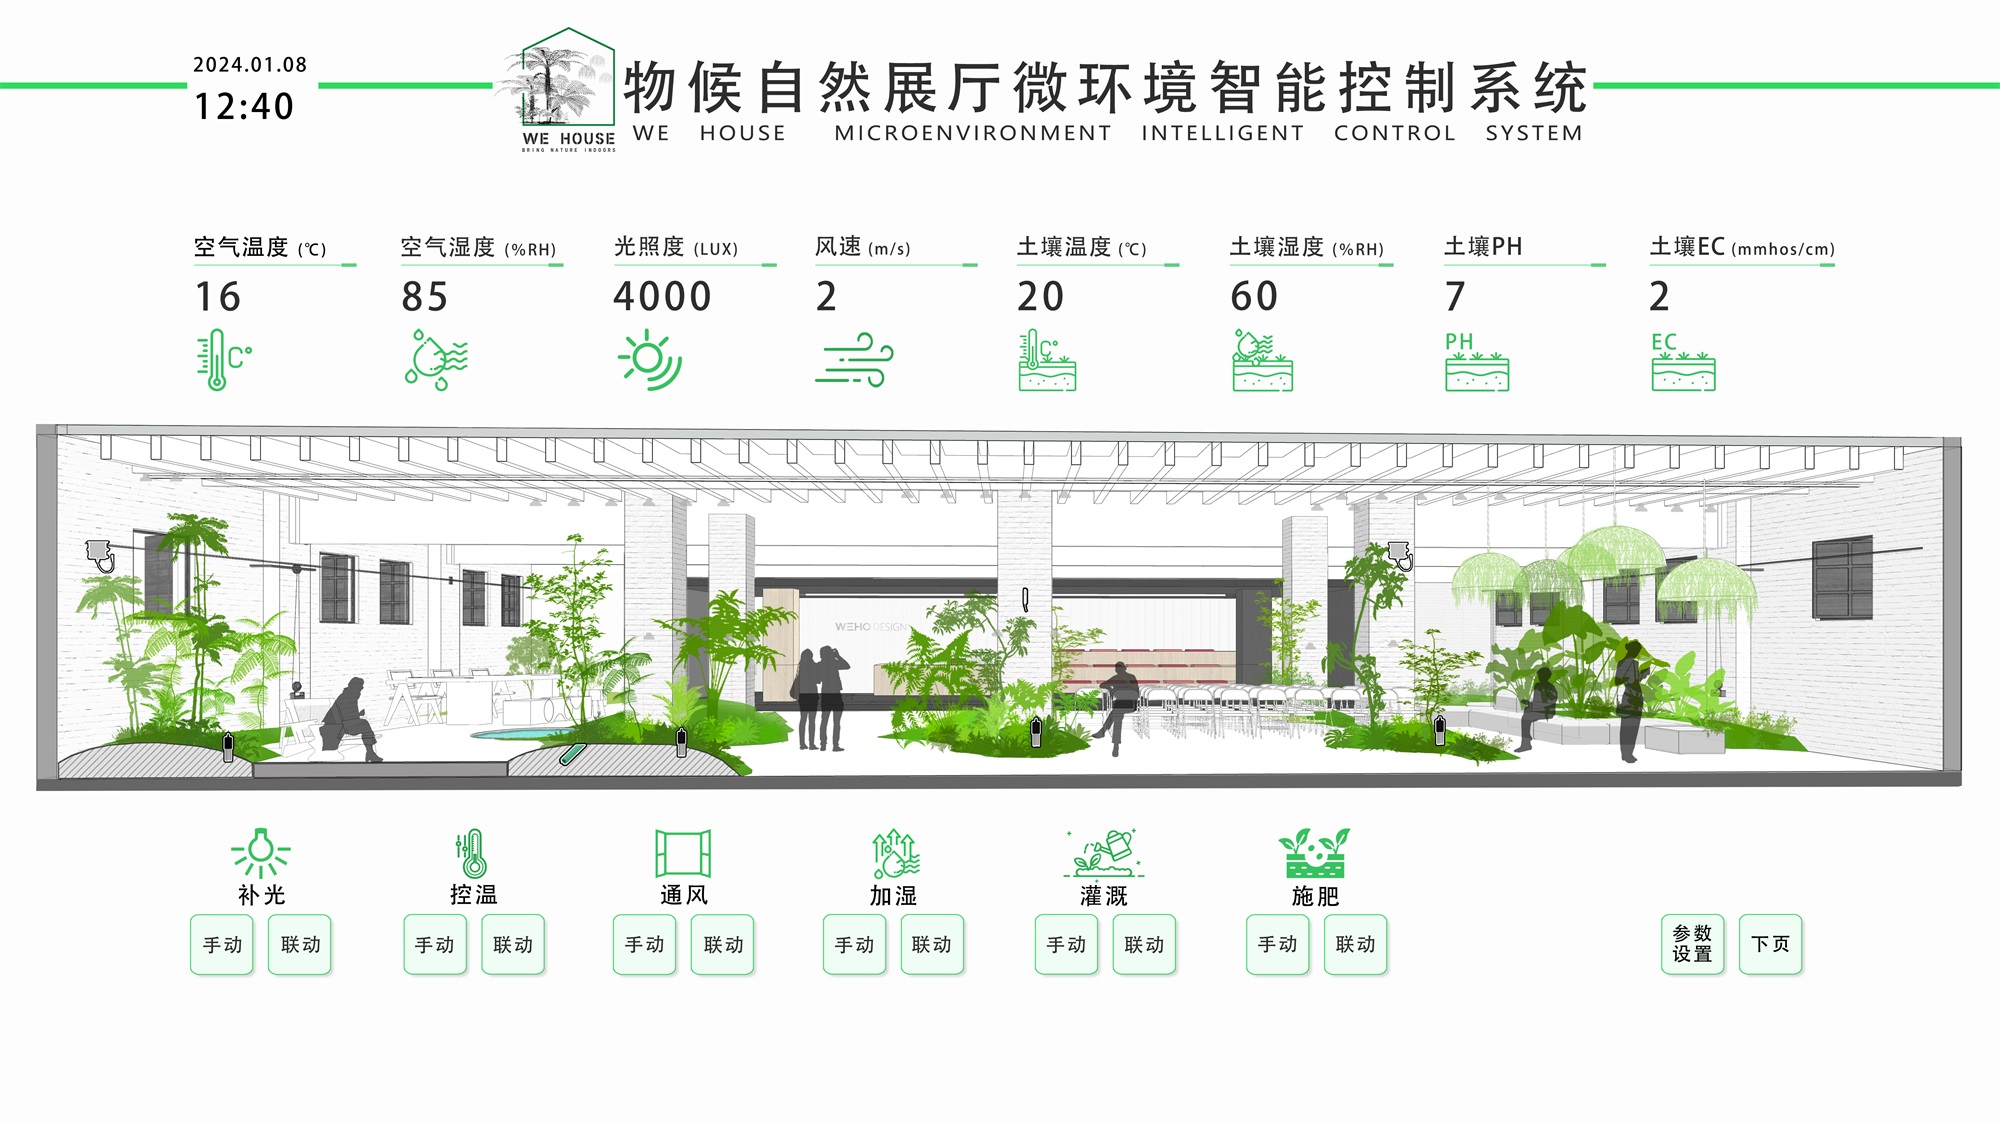 2024.01.08
12:40
WE HOUSE
BRING NATURE INDOORS
物候自然展厅微环境智能控制系统
WE HOUSE MICROENVIRONMENT INTELLIGENT CONTROL SYSTEM
空气温度 (℃)
16
C°
空气湿度 (%RH)
85
光照度 (LUX)
4000
风速 (m/s)
2
土壤温度 (℃)
20
C°
土壤湿度 (%RH)
60
土壤PH
7
PH
土壤EC (mmhos/cm)
2
EC
WEHO DESIGN
补光
手动 联动
控温
手动 联动
通风
手动 联动
加湿
手动 联动
灌溉
手动 联动
施肥
手动 联动
参数
设置
下页